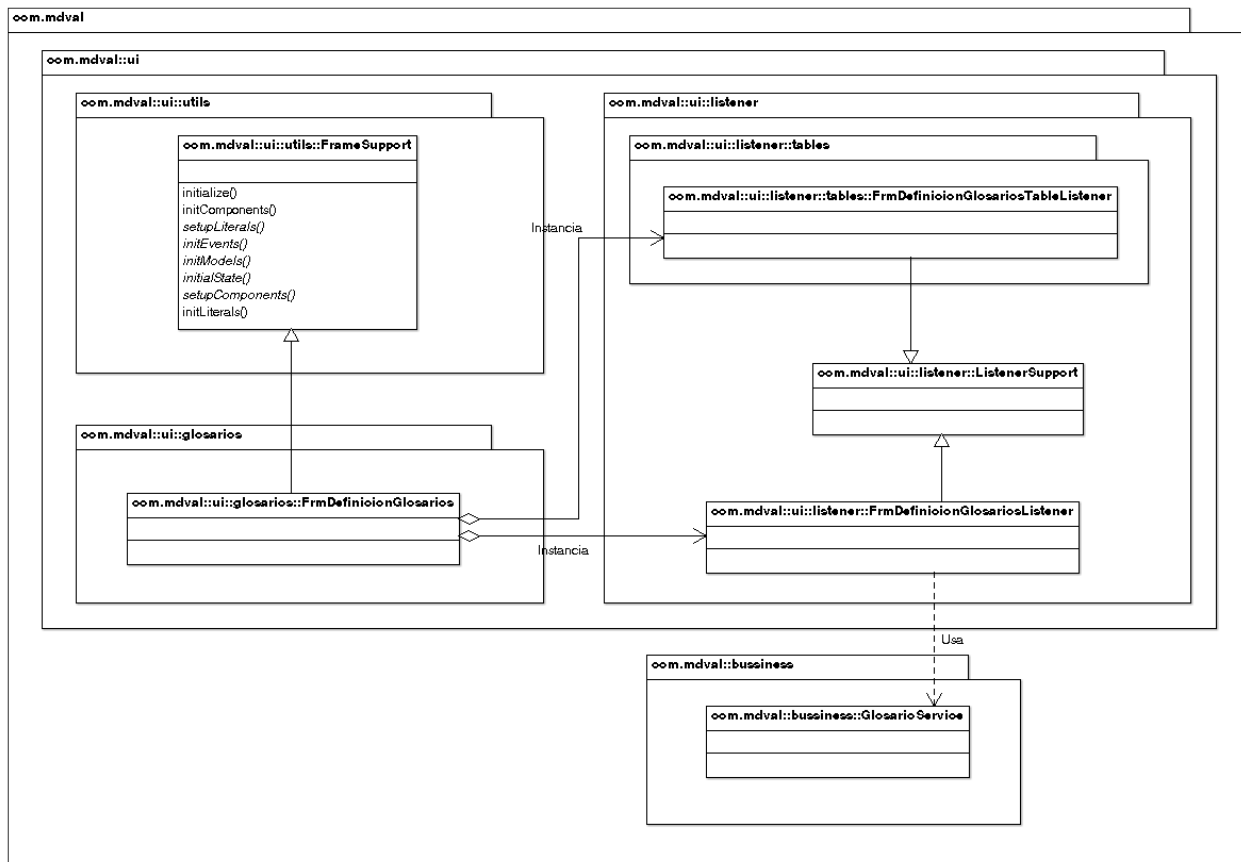 com.mdval
com.mdval::ui
com.mdval::ui::utils
com.mdval::ui::utils::FrameSupport
initialize()
initComponents()
setupLiterals()
initEvents()
initModels()
initialState()
setupComponents()
initLiterals()
com.mdval::ui::listener
com.mdval::ui::listener::tables
com.mdval::ui::listener::tables::FrmDefinicionGlosariosTableListener
Instancia
com.mdval::ui::listener::ListenerSupport
com.mdval::ui::glosarios
com.mdval::ui::glosarios::FrmDefinicionGlosarios
Instancia
com.mdval::ui::listener::FrmDefinicionGlosariosListener
Usa
com.mdval::bussiness
com.mdval::bussiness::GlosarioService